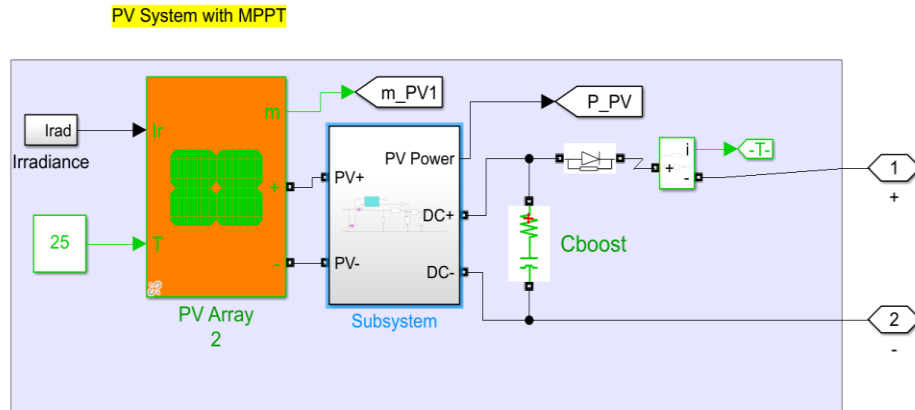 PV System with MPPT
Irad
Irradiance
25
Ir
T
m
+
-
PV Array
2
m_PV1
P_PV
PV+
PV-
PV Power
DC+
DC-
Subsystem
Cboost
+
i
-
-T-
1
+
2
-